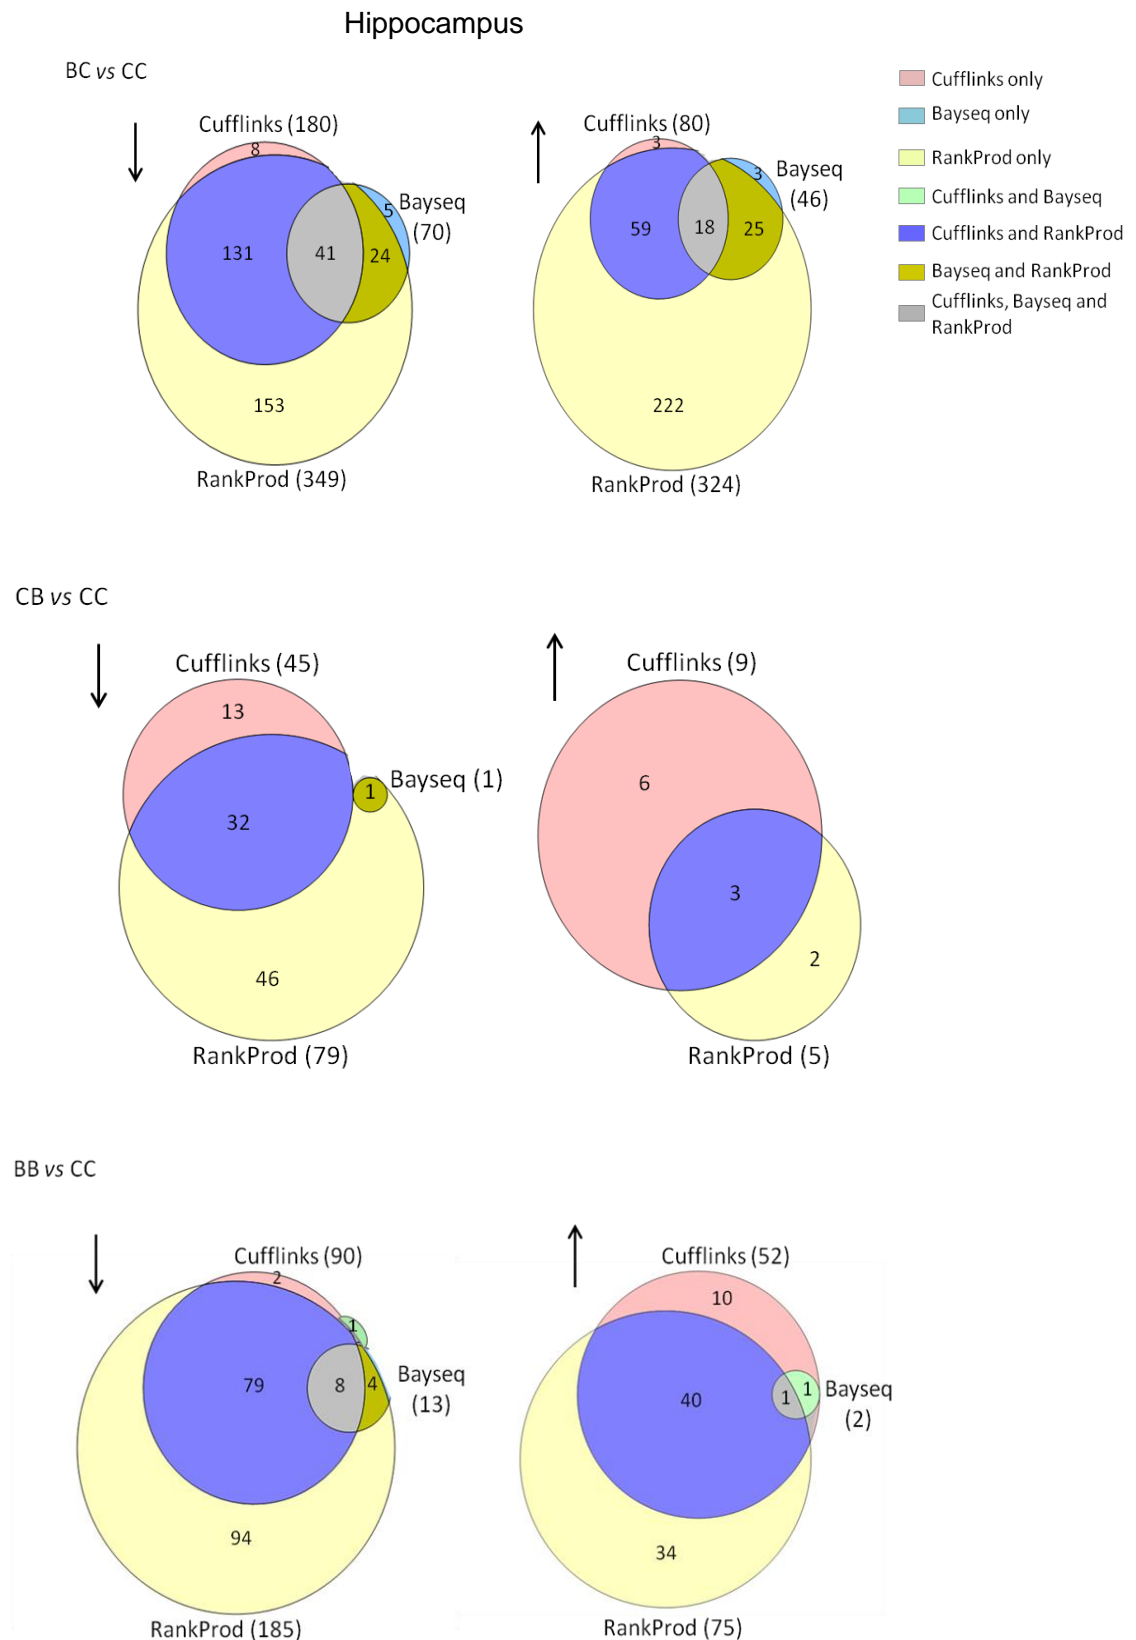 Hippocampus
BC vs CC
Cufflinks (180)
8
5
Bayseq
(70)
131
41
24
153
RankProd (349)
Cufflinks (80)
3
3
Bayseq
(46)
59
18
25
222
RankProd (324)
Cufflinks only
Bayseq only
RankProd only
Cufflinks and Bayseq
Cufflinks and RankProd
Bayseq and RankProd
Cufflinks, Bayseq and
RankProd
CB vs CC
Cufflinks (45)
13
Bayseq (1)
1
32
46
RankProd (79)
Cufflinks (9)
6
3
2
RankProd (5)
BB vs CC
Cufflinks (90)
2
1
Bayseq
(13)
79
8
4
94
RankProd (185)
Cufflinks (52)
10
Bayseq
(2)
40
1
1
34
RankProd (75)